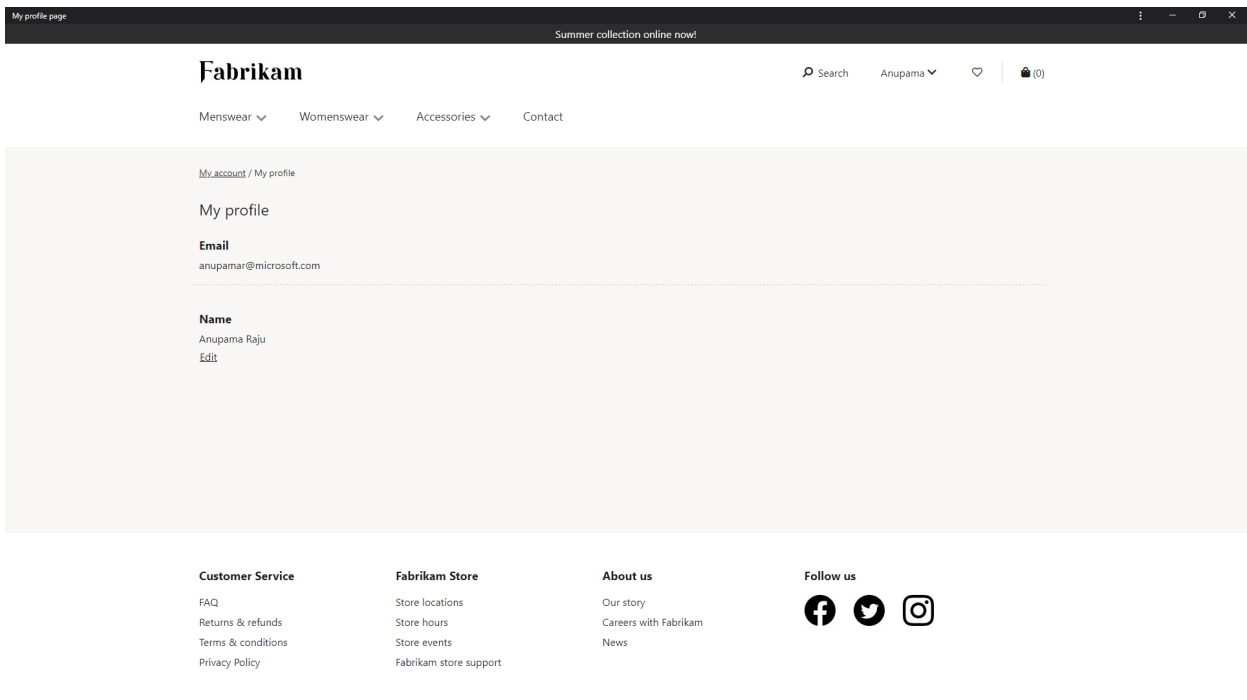 My profile page
Summer collection online now!
Fabrikam
Search
Anupama
(0)
Menswear
Womenswear
Accessories
Contact
My account / My profile
My profile
Email
anupamar@microsoft.com
Name
Anupama Raju
Edit
Customer Service
FAQ
Returns & refunds
Terms & conditions
Privacy Policy
Fabrikam Store
Store locations
Store hours
Store events
Fabrikam store support
About us
Our story
Careers with Fabrikam
News
Follow us